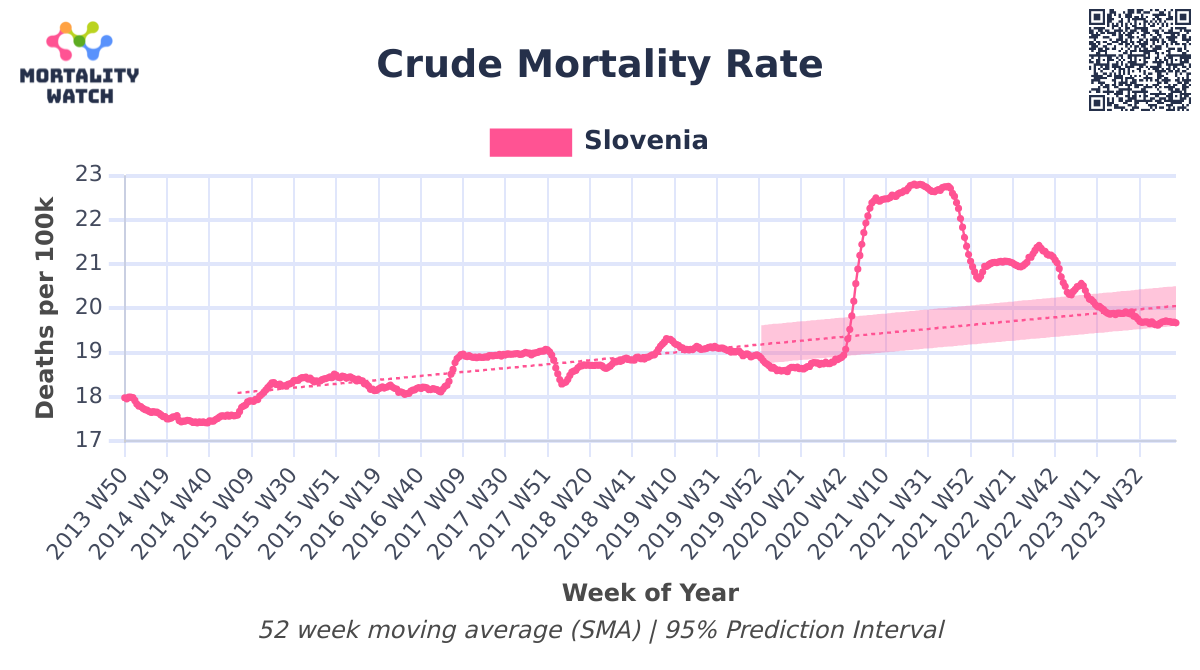 MORTALITY
WATCH
Crude Mortality Rate
Slovenia
Deaths per 100k
23
22
21
20
19
18
17
2013 W50
2014 W19
2014 W40
2015 W09
2015 W30
2015 W51
2016 W19
2016 W40
2017 W09
2017 W30
2017 W51
2018 W20
2018 W41
2019 W10
2019 W31
2019 W52
2020 W21
2020 W42
2021 W10
2021 W31
2021 W52
2022 W21
2022 W42
2023 W11
2023 W32
Week of Year
52 week moving average (SMA) | 95% Prediction Interval